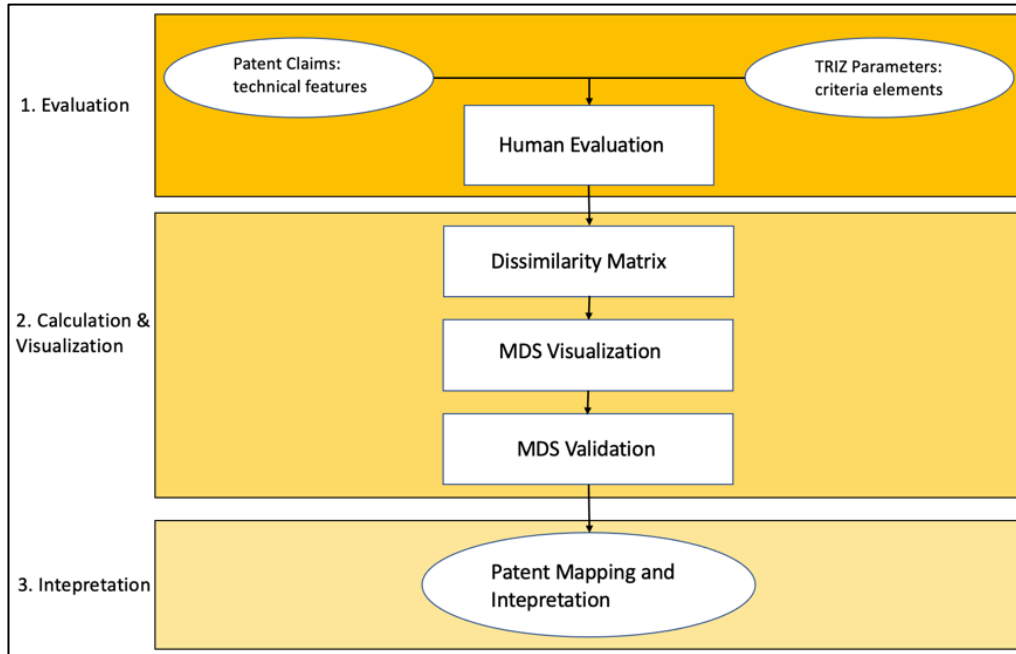 Patent Claims:
technical features
TRIZ Parameters:
criteria elements
1. Evaluation
Human Evaluation
Dissimilarity Matrix
2. Calculation &
Visualization
MDS Visualization
MDS Validation
3. Intepretation
Patent Mapping and
Intepretation